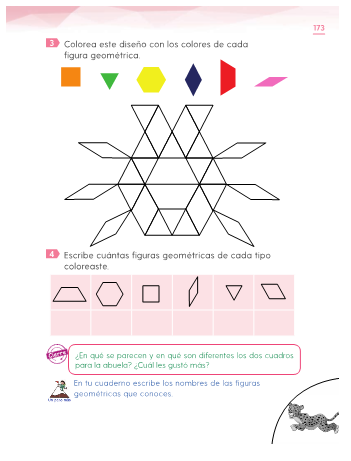 173
3 Colorea este diseño con los colores de cada
figura geométrica.
4 Escribe cuántas figuras geométricas de cada tipo
coloreaste.
Cierre
¿En qué se parecen y en qué son diferentes los dos cuadros
para la abuela? ¿Cuál les gustó más?
Un paso más
En tu cuaderno escribe los nombres de las figuras
geométricas que conoces.